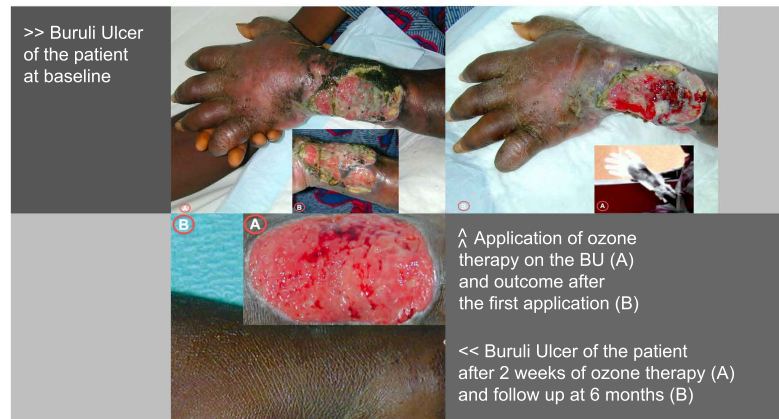 >> Buruli Ulcer
of the patient
at baseline
A
B
B
A
B
A
^ Application of ozone
^ therapy on the BU (A)
and outcome after
the first application (B)
<< Buruli Ulcer of the patient
after 2 weeks of ozone therapy (A)
and follow up at 6 months (B)